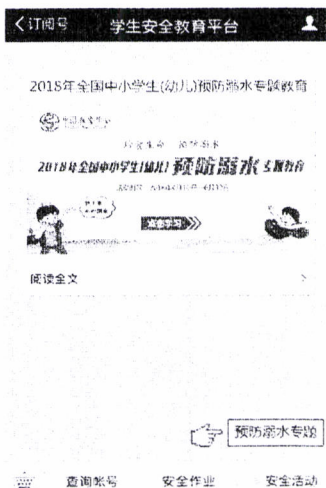 订阅号 学生安全教育平台
2018年全国中小学生(幼儿)预防溺水专题教育
2018年全国中小学生(幼儿)预防溺水专题教育
阅读全文
预防溺水专题
查询帐号 安全作业 安全活动